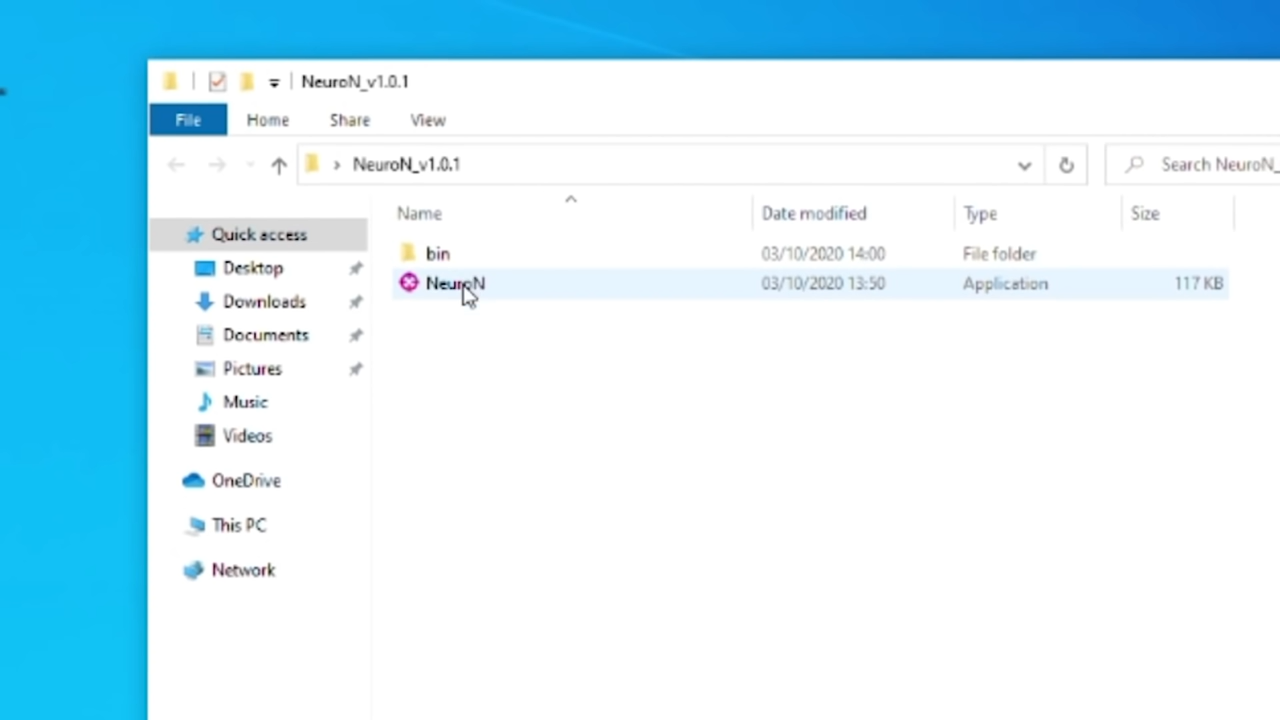 NeuroN_v1.0.1
File Home Share View
NeuroN_v1.0.1 Search NeuroN_
Name Date modified Type Size
Quick access
bin 03/10/2020 14:00 File folder
NeuroN 03/10/2020 13:50 Application 117 KB
Desktop
Downloads
Documents
Pictures
Music
Videos
OneDrive
This PC
Network